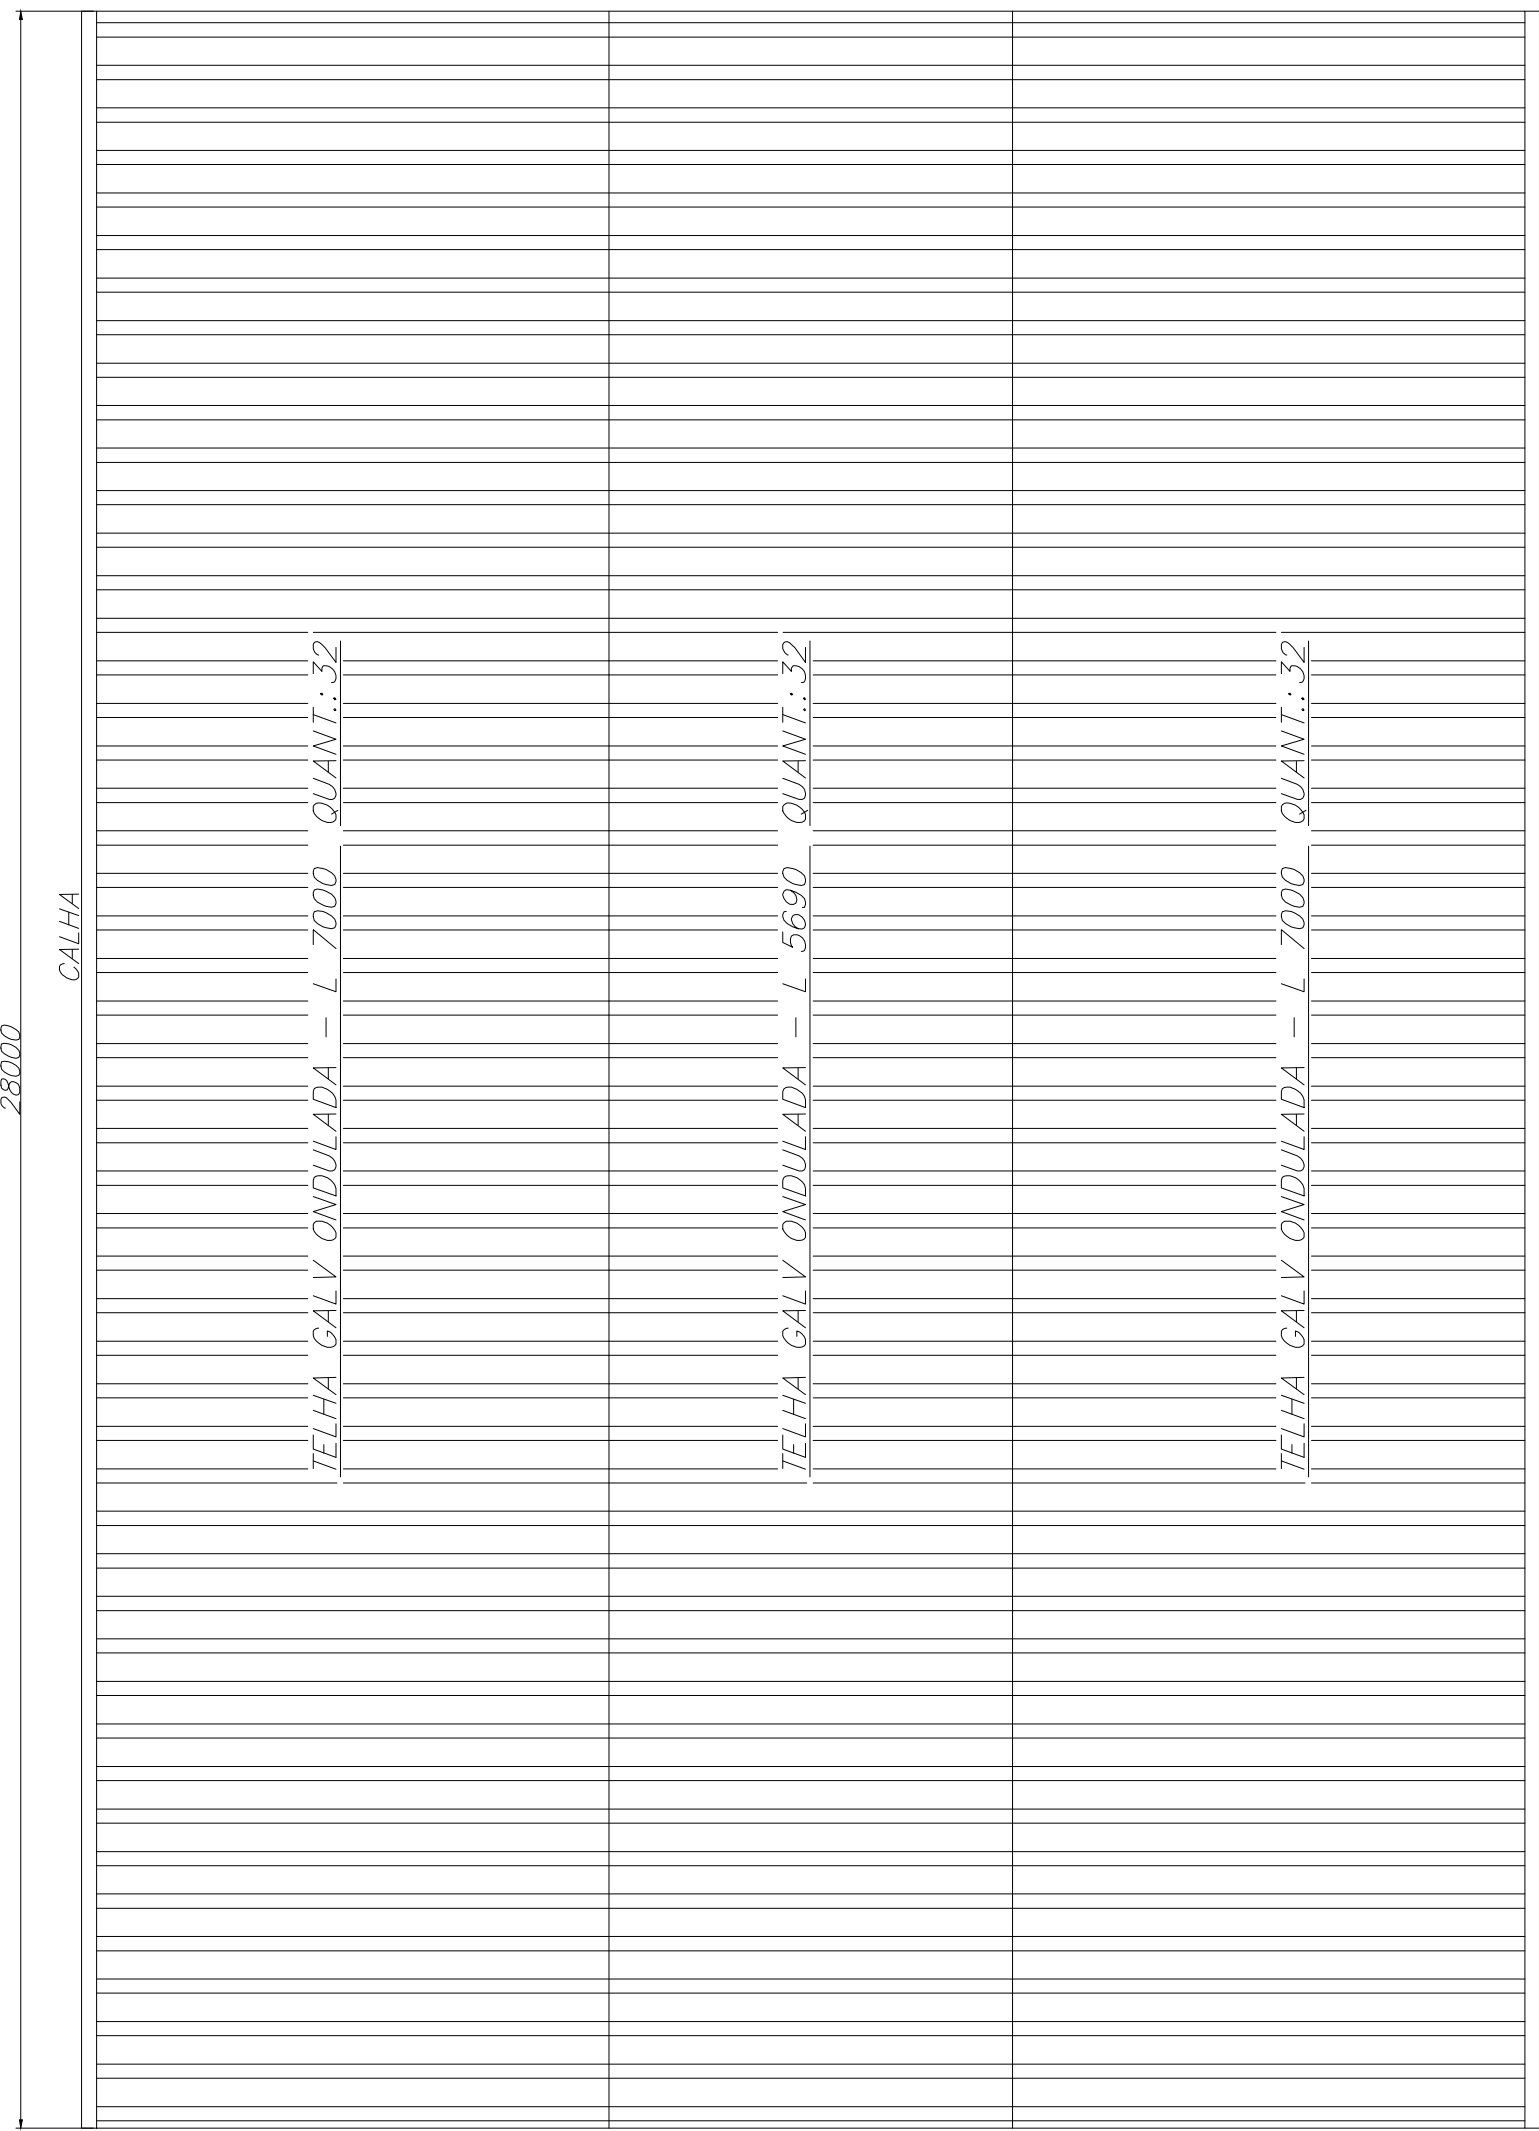 28000
CALHA
TELHA GALV ONDULADA - L 7000 QUANT.: 32
TELHA GALV ONDULADA - L 5690 QUANT.: 32
TELHA GALV ONDULADA - L 7000 QUANT.: 32